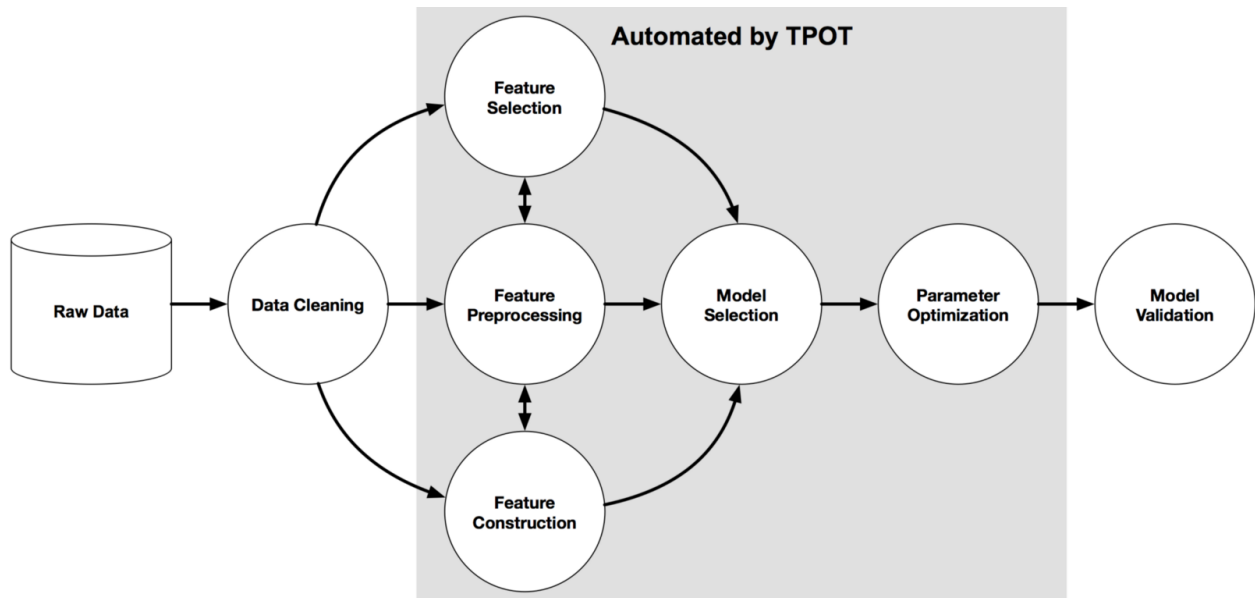 Automated by TPOT
Feature
Selection
Raw Data
Data Cleaning
Feature
Preprocessing
Model
Selection
Parameter
Optimization
Model
Validation
Feature
Construction